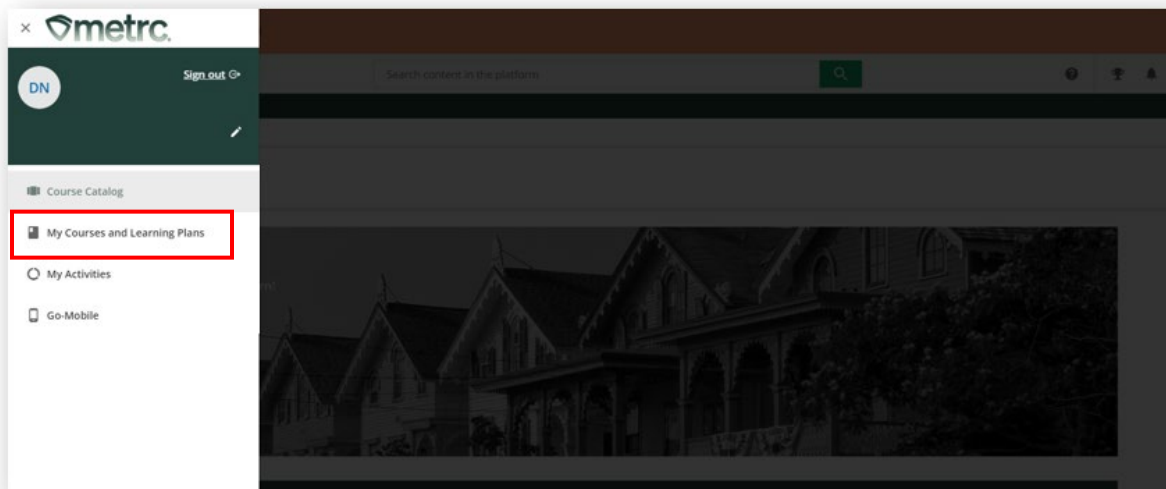 metrc.
Sign out
DN
Search content in the platform
Course Catalog
My Courses and Learning Plans
My Activities
Go-Mobile